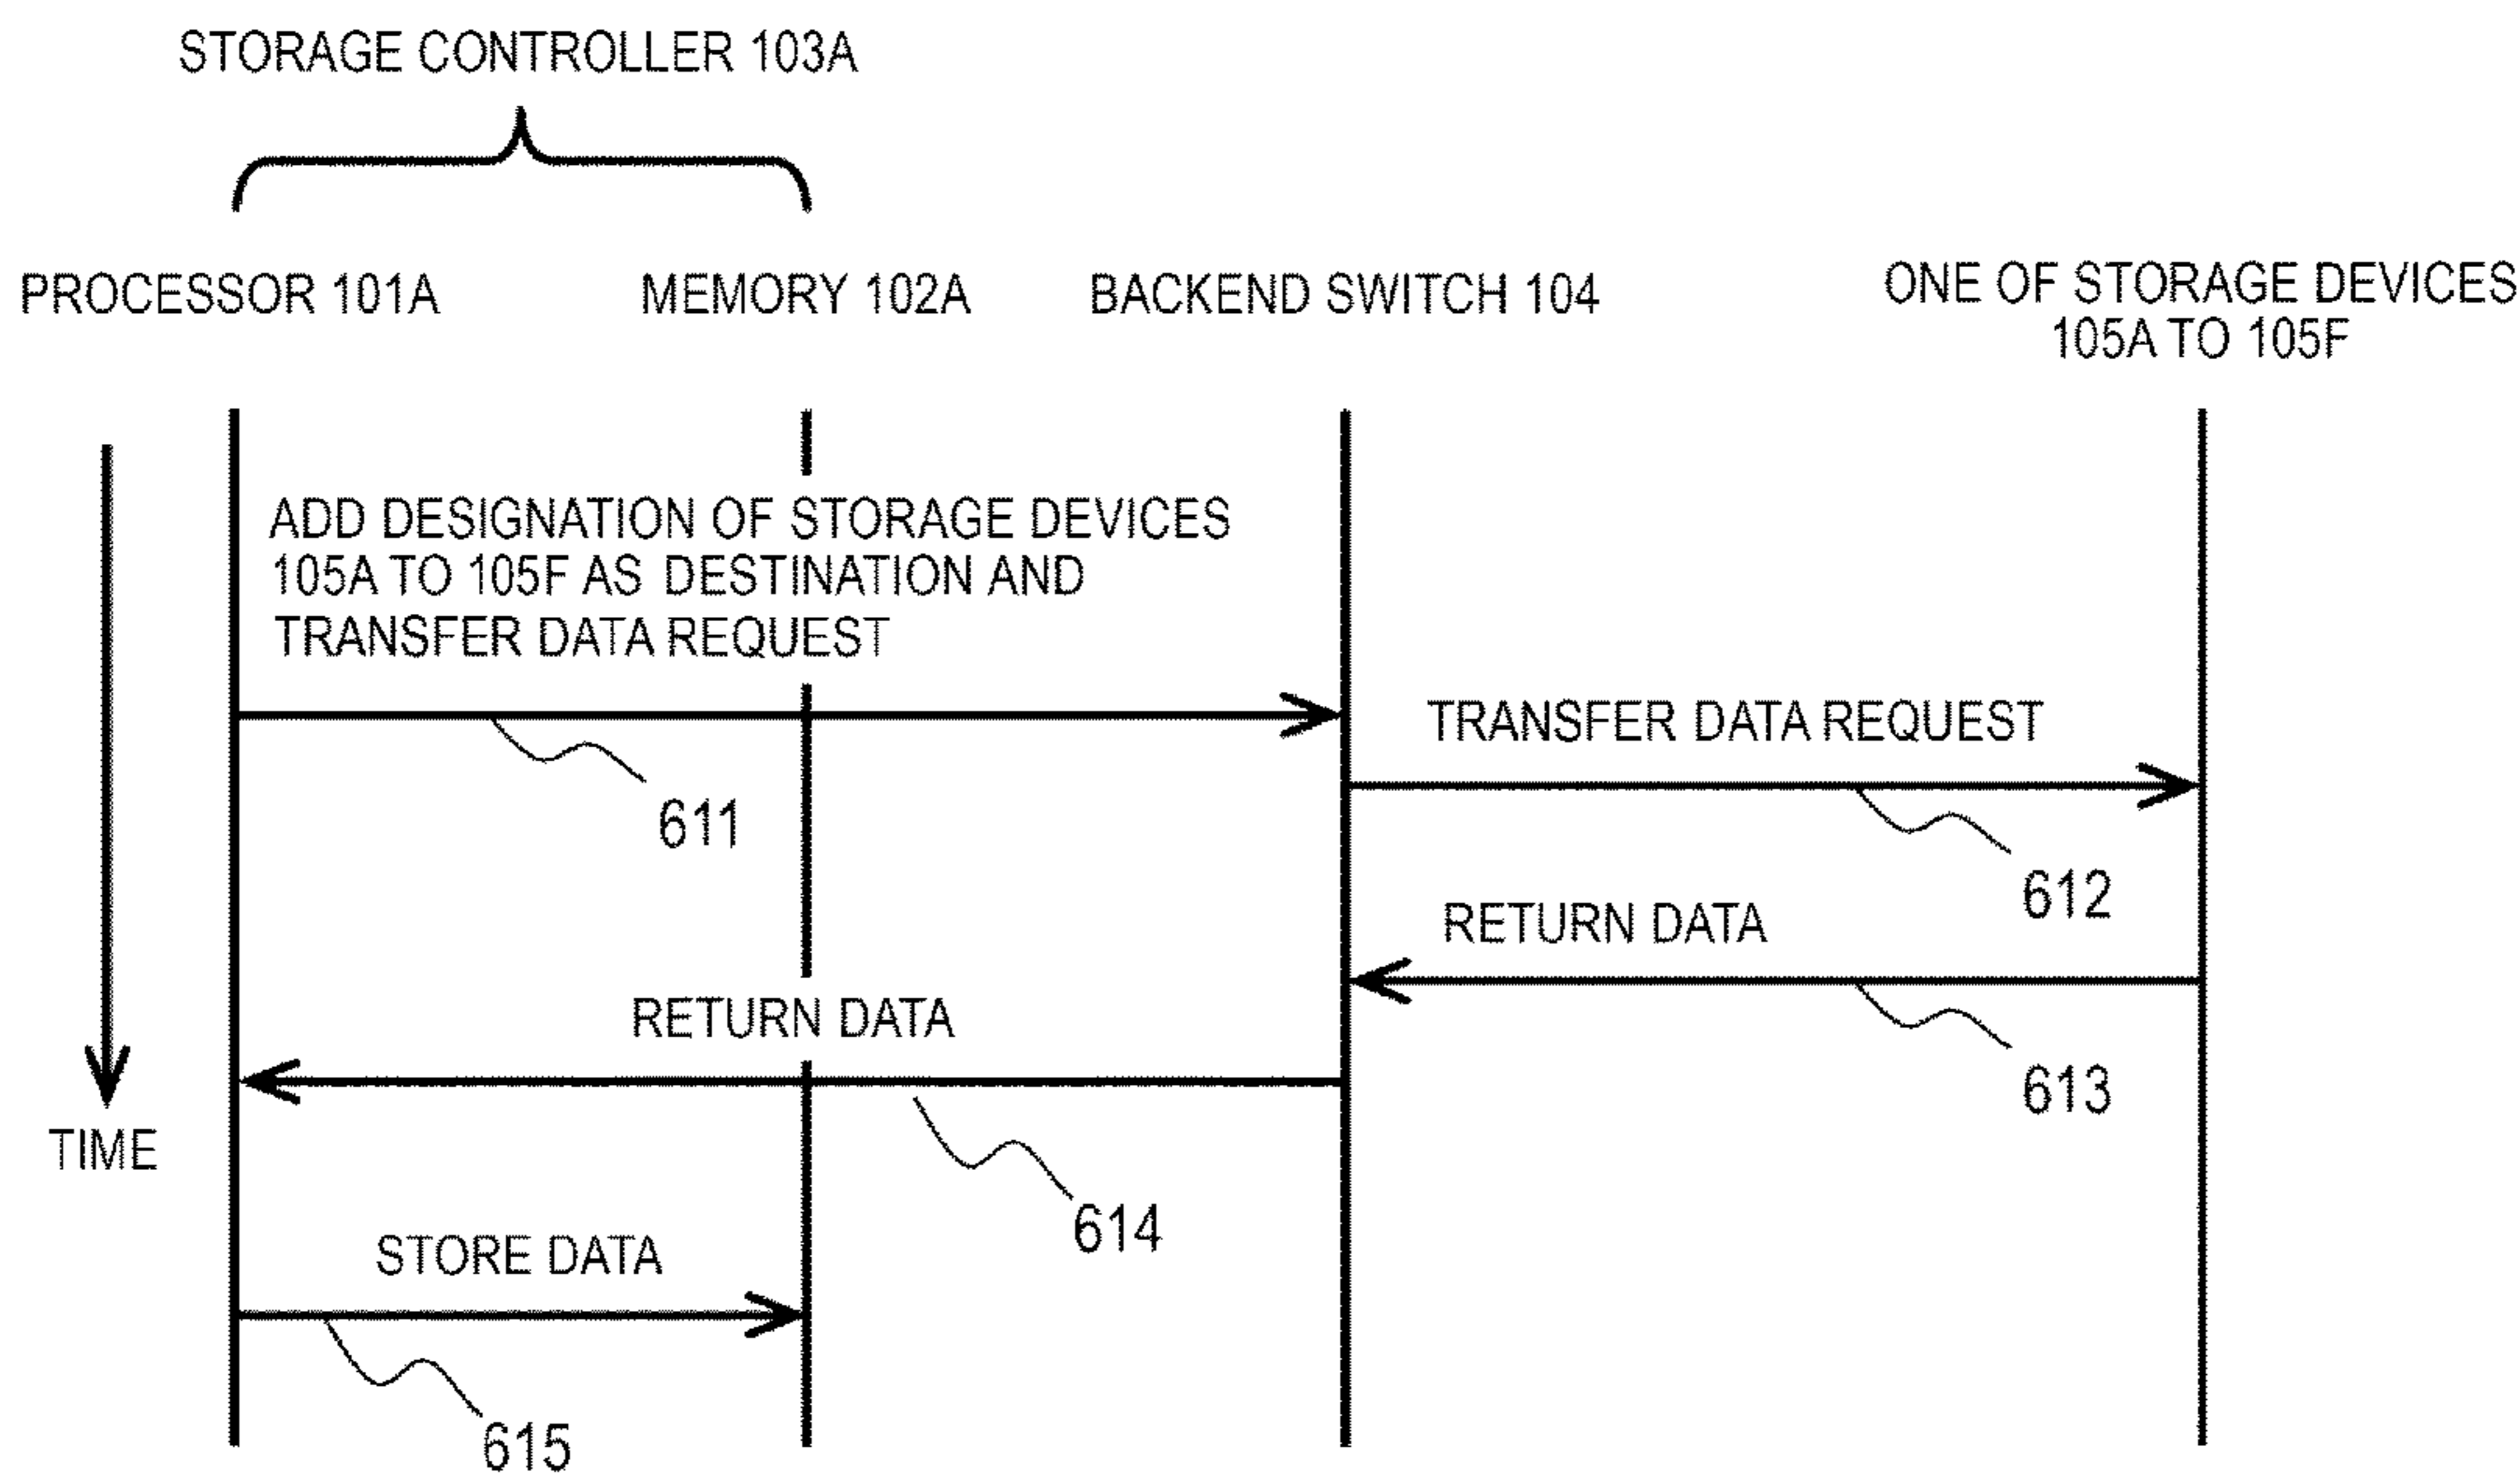 STORAGE CONTROLLER 103A
PROCESSOR 101A
MEMORY 102A
BACKEND SWITCH 104
ONE OF STORAGE DEVICES
105A TO 105F
ADD DESIGNATION OF STORAGE DEVICES
105A TO 105F AS DESTINATION AND
TRANSFER DATA REQUEST
611
TRANSFER DATA REQUEST
612
RETURN DATA
613
RETURN DATA
614
TIME
STORE DATA
615